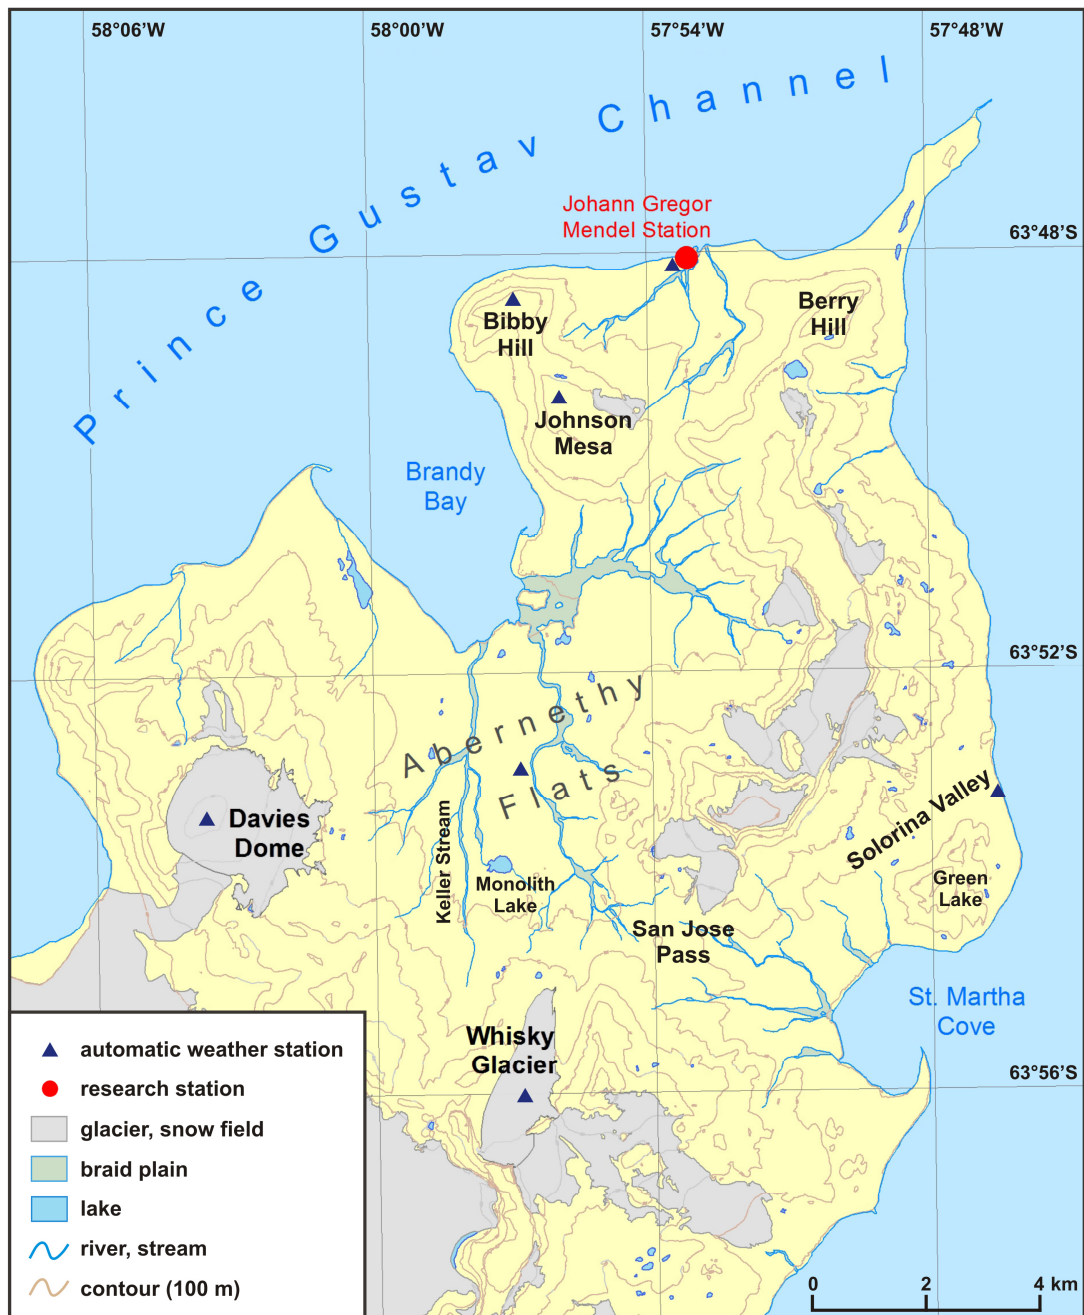 58°06’W
58°00’W
57°54’W
57°48’W
Prince Gustav Channel
Johann Gregor
Mendel Station
63°48’S
Bibby
Hill
Berry
Hill
Johnson
Mesa
Brandy
Bay
63°52’S
Abernethy
Flats
Davies
Dome
Keller Stream
Monolith
Lake
Solorina Valley
Green
Lake
San Jose
Pass
St. Martha
Cove
Whisky
Glacier
63°56’S
automatic weather station
research station
glacier, snow field
braid plain
lake
river, stream
contour (100 m)
0 2 4 km